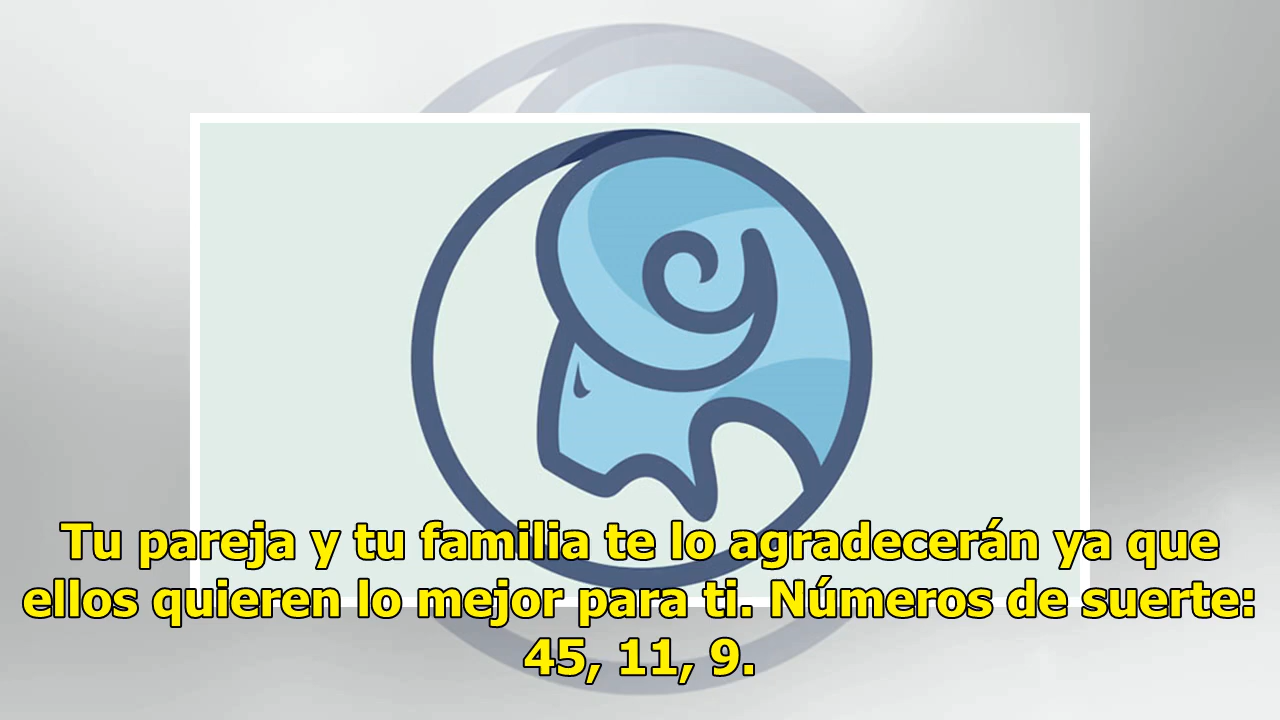 Tu pareja y tu familia te lo agradecerán ya que
ellos quieren lo mejor para ti. Números de suerte:
45, 11, 9.